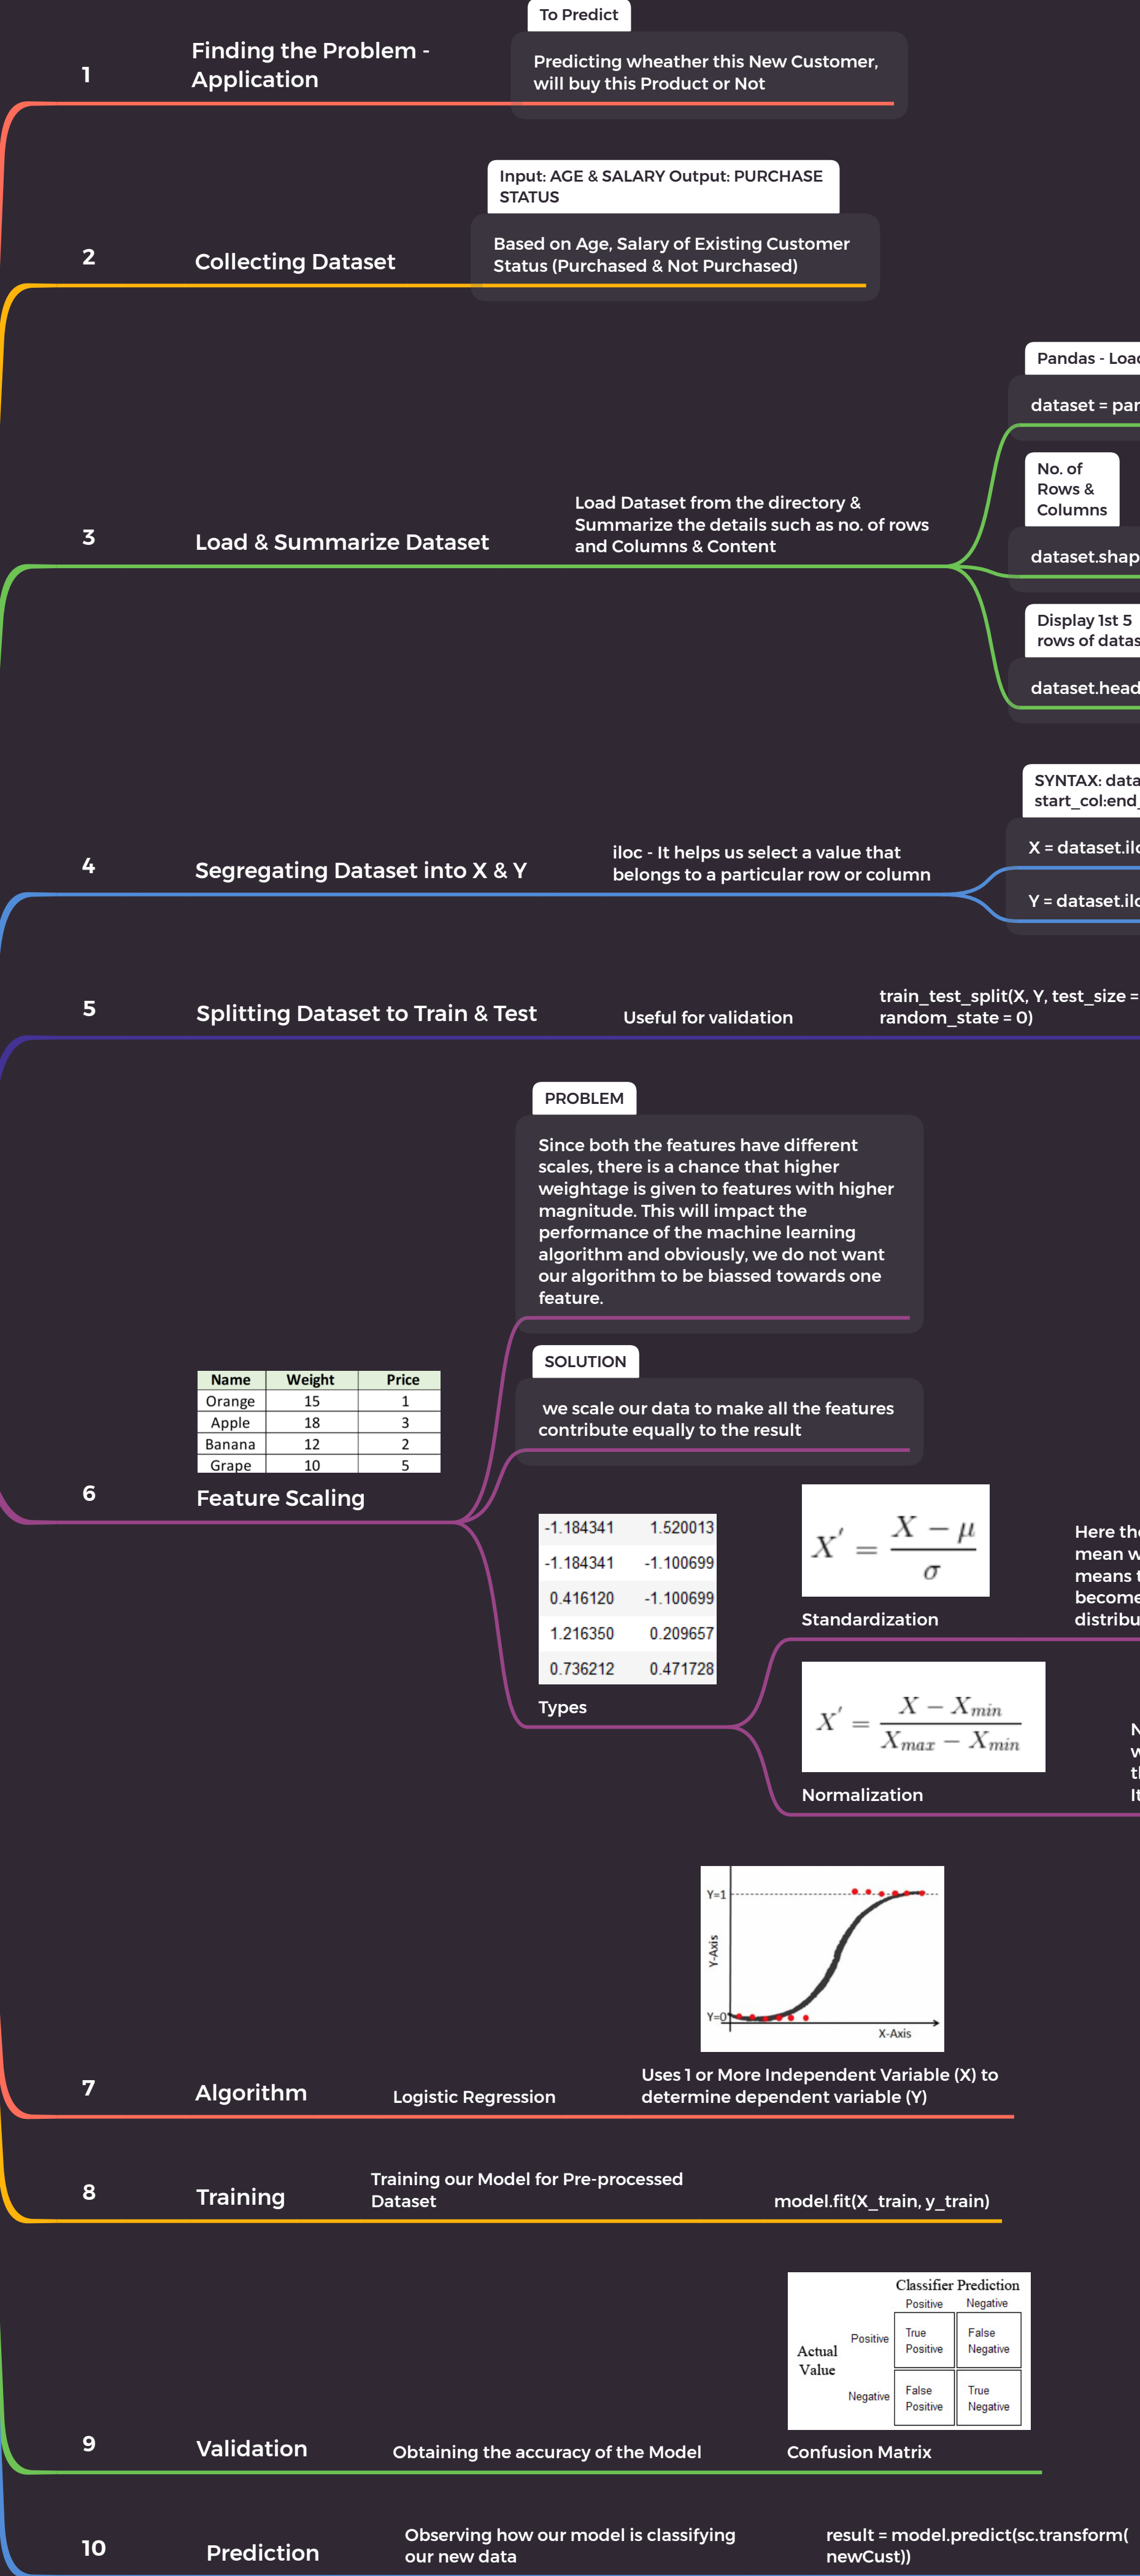 To Predict
1
Finding the Problem -
Application
Predicting wheather this New Customer,
will buy this Product or Not
Input: AGE & SALARY Output: PURCHASE
STATUS
2
Collecting Dataset
Based on Age, Salary of Existing Customer
Status (Purchased & Not Purchased)
3
Load & Summarize Dataset
Load Dataset from the directory &
Summarize the details such as no. of rows
and Columns & Content
Pandas -
dataset =
No. of
Rows &
Columns
Display 1st 5
rows of
4
Segregating Dataset into X & Y
iloc - It helps us select a value that
belongs to a particular row or column
SYNTAX:
X =
Y =
5
Splitting Dataset to Train & Test
Useful for validation
train_test_split(X, Y, test_size =
random_state = 0)
PROBLEM
Since both the features have different
scales, there is a chance that higher
weightage is given to features with higher
magnitude. This will impact the
performance of the machine learning
algorithm and obviously, we do not want
our algorithm to be biassed towards one
feature.
SOLUTION
we scale our data to make all the features
contribute equally to the result
Name Weight Price
Orange 15 1
Apple 18 3
Banana 12 2
Grape 10 5
6
Feature Scaling
-1.184341 1.520013
-1.184341 -1.100699
0.416120 -1.100699
1.216350 0.209657
0.736212 0.471728
Types
X' = (X − μ) / σ
Standardization
Here
mean
means
X' = (X − Xmin) / (Xmax − Xmin)
Normalization
Y=1
Y-Axis
Y=0
X-Axis
7
Algorithm
Logistic Regression
Uses 1 or More Independent Variable (X) to
determine dependent variable (Y)
8
Training
Training our Model for Pre-processed
Dataset
model.fit(X_train, y_train)
Classifier Prediction
Positive Negative
Actual
Value
Positive
True
Positive
False
Negative
Negative
False
Positive
True
Negative
9
Validation
Obtaining the accuracy of the Model
Confusion Matrix
10
Prediction
Observing how our model is classifying
our new data
result = model.predict(sc.transform(
newCust))